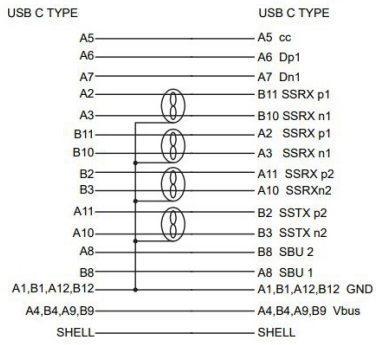 USB C TYPE USB C TYPE
A5 A5 cc
A6 A6 Dp1
A7 A7 Dn1
A2 B11 SSRX p1
A3 B10 SSRX n1
B11 A2 SSRX p1
B10 A3 SSRX n1
B2 A11 SSRX p2
B3 A10 SSRXn2
A11 B2 SSTX p2
A10 B3 SSTX n2
A8 B8 SBU 2
B8 A8 SBU 1
A1,B1,A12,B12 A1,B1,A12,B12 GND
A4,B4,A9,B9 A4,B4,A9,B9 Vbus
SHELL SHELL